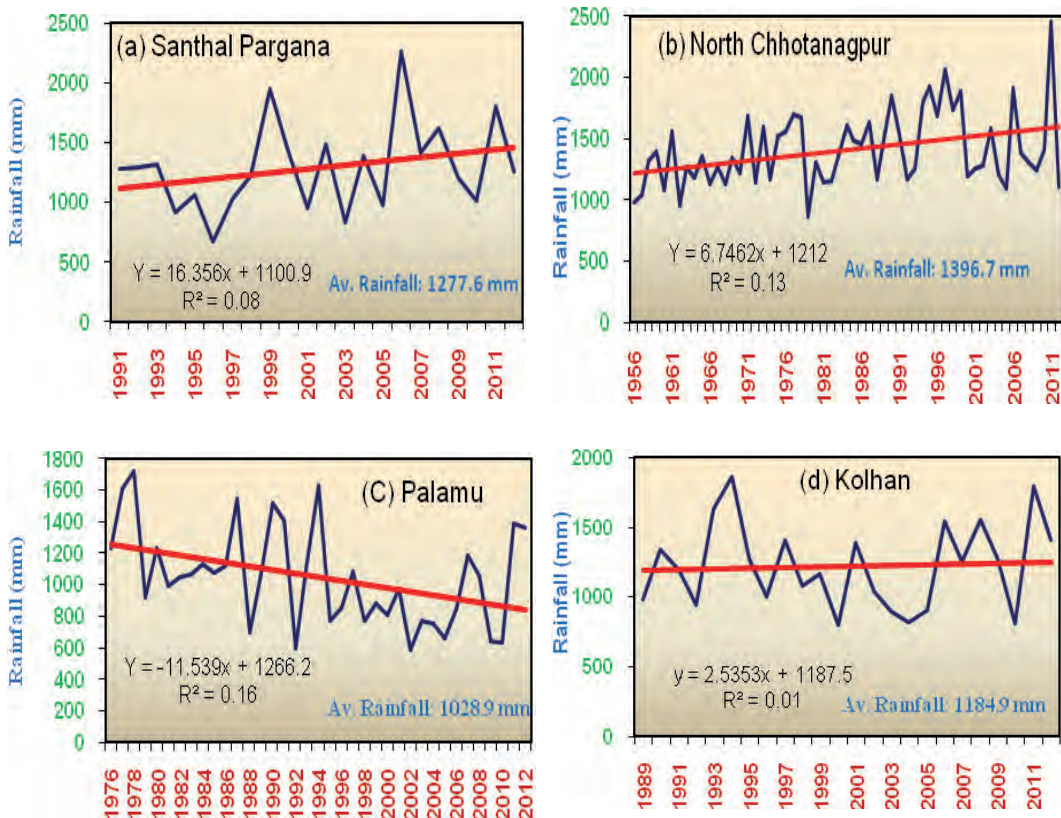 (a) Santhal Pargana
Rainfall (mm)
2500
2000
1500
1000
500
0
Y = 16.356x + 1100.9
R² = 0.08
Av. Rainfall: 1277.6 mm
1991 1993 1995 1997 1999 2001 2003 2005 2007 2009 2011
(b) North Chhotanagpur
Rainfall (mm)
2500
2000
1500
1000
500
0
Y = 6.7462x + 1212
R² = 0.13
Av. Rainfall: 1396.7 mm
1956 1961 1966 1971 1976 1981 1986 1991 1996 2001 2006 2011
(C) Palamu
Rainfall (mm)
1800
1600
1400
1200
1000
800
600
400
200
0
Y = –11.539x + 1266.2
R² = 0.16
Av. Rainfall: 1028.9 mm
1976 1978 1980 1982 1984 1986 1988 1990 1992 1994 1996 1998 2000 2002 2004 2006 2008 2010 2012
(d) Kolhan
Rainfall (mm)
2000
1500
1000
500
0
y = 2.5353x + 1187.5
R² = 0.01
Av. Rainfall: 1184.9 mm
1989 1991 1993 1995 1997 1999 2001 2003 2005 2007 2009 2011